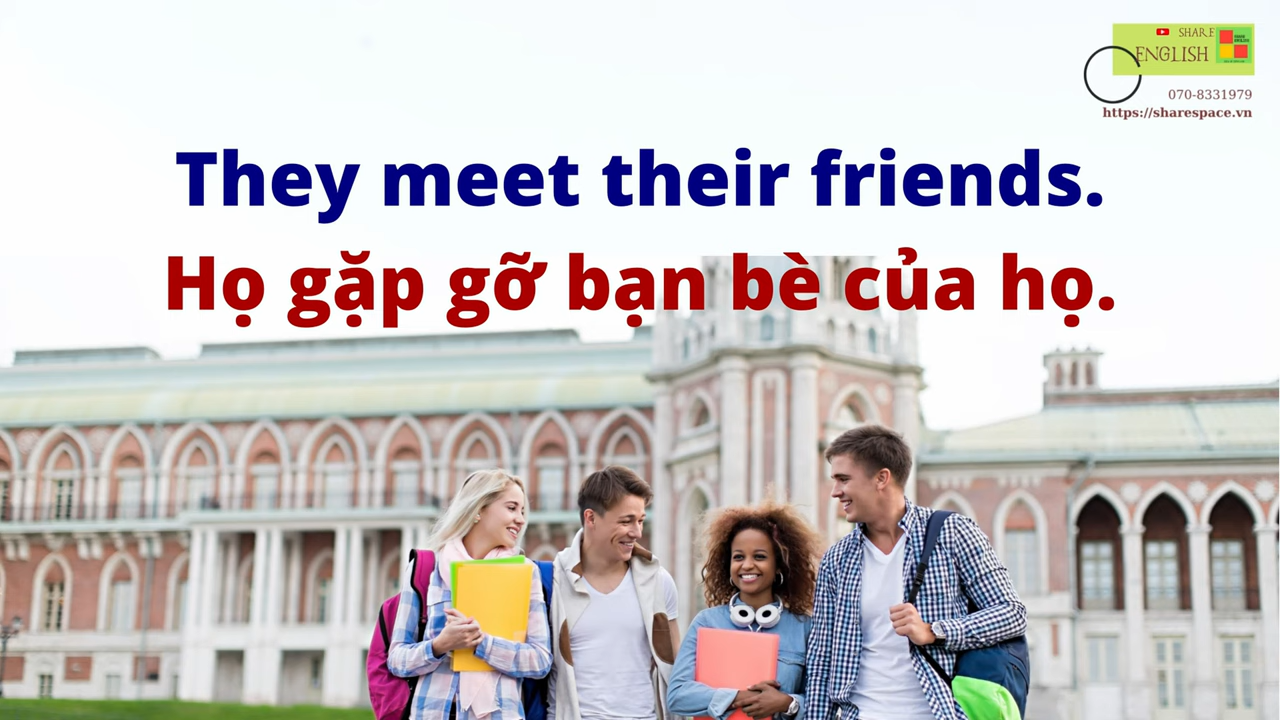 SHARE
ENGLISH
070-8331979
https://sharespace.vn
They meet their friends.
Họ gặp gỡ bạn bè của họ.